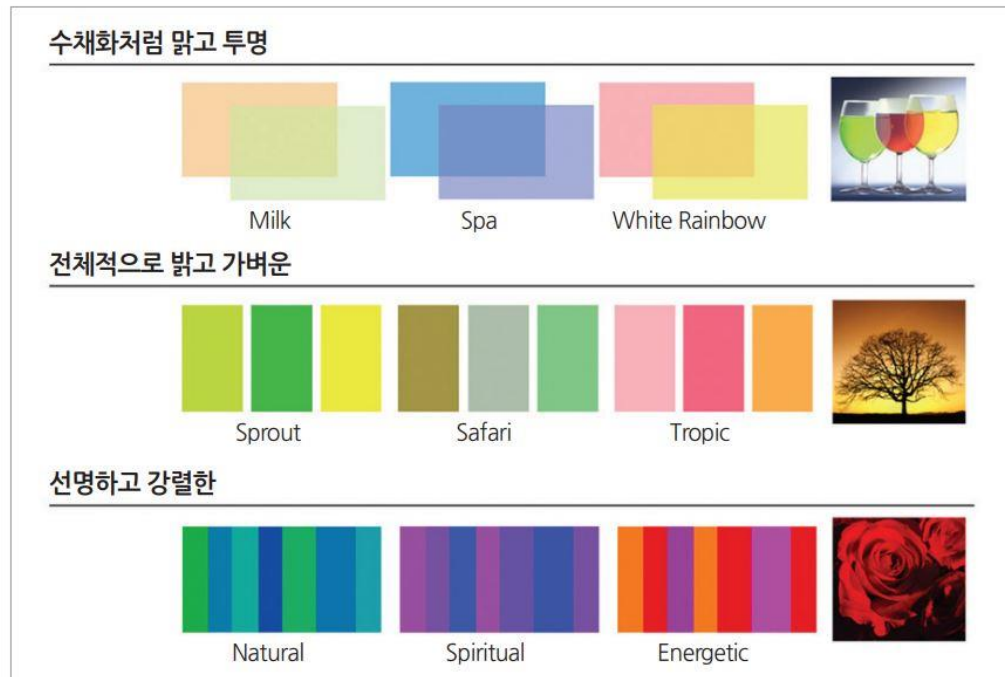 수채화처럼 맑고 투명
Milk
Spa
White Rainbow
전체적으로 밝고 가벼운
Sprout
Safari
Tropic
선명하고 강렬한
Natural
Spiritual
Energetic